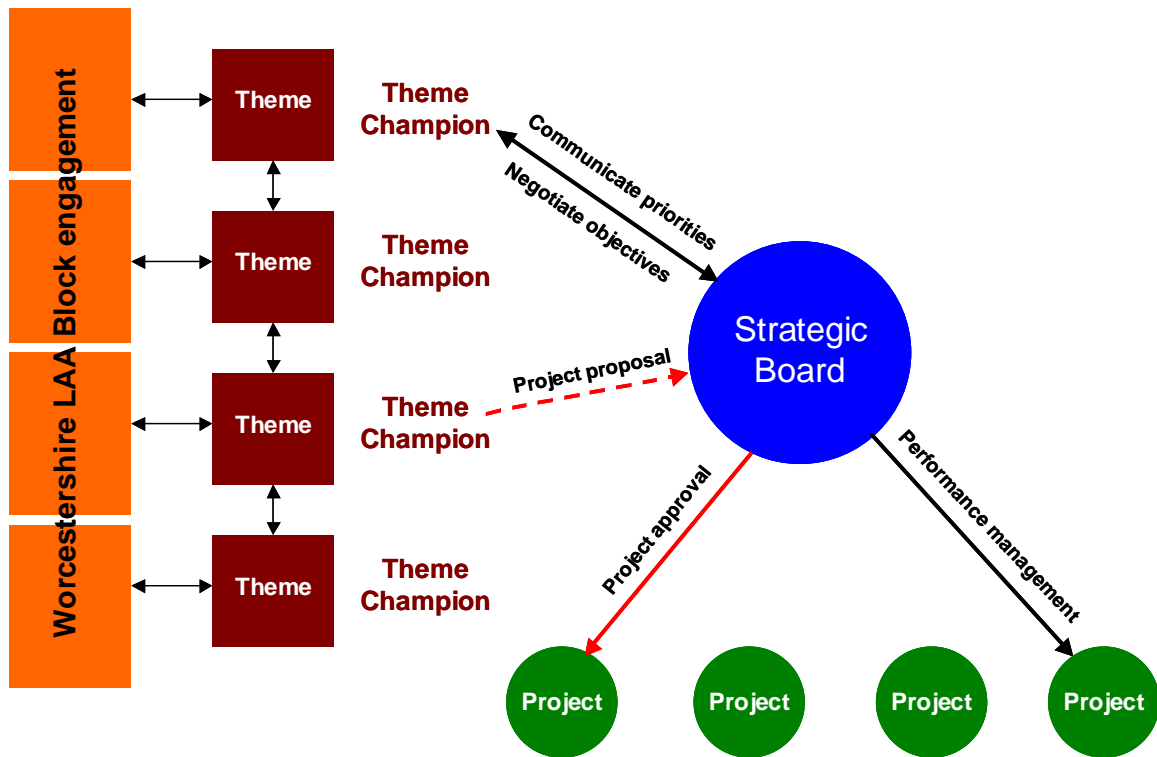 Worcestershire LAA Block engagement
Theme
Theme
Champion
Communicate priorities
Negotiate objectives
Theme
Theme
Champion
Strategic
Board
Project proposal
Theme
Theme
Champion
Project approval
Performance management
Theme
Theme
Champion
Project
Project
Project
Project